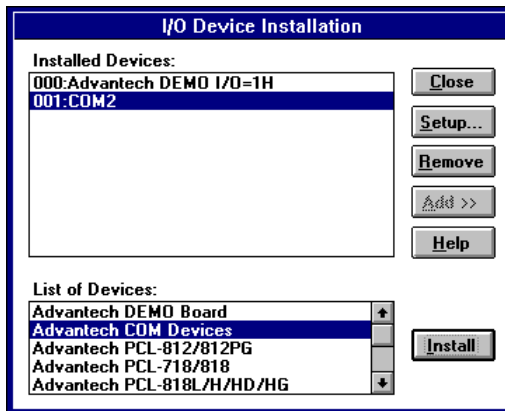 I/O Device Installation
Installed Devices:
000:Advantech DEMO I/O=1H
001:COM2
Close
Setup...
Remove
Add >>
Help
List of Devices:
Advantech DEMO Board
Advantech COM Devices
Advantech PCL-812/812PG
Advantech PCL-718/818
Advantech PCL-818L/H/HD/HG
Install